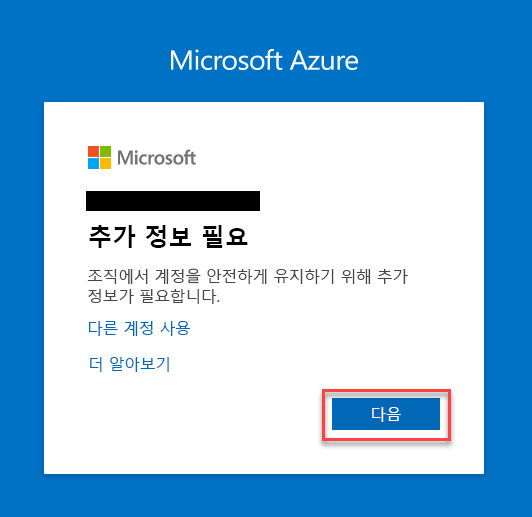 Microsoft Azure
Microsoft
추가 정보 필요
조직에서 계정을 안전하게 유지하기 위해 추가
정보가 필요합니다.
다른 계정 사용
더 알아보기
다음